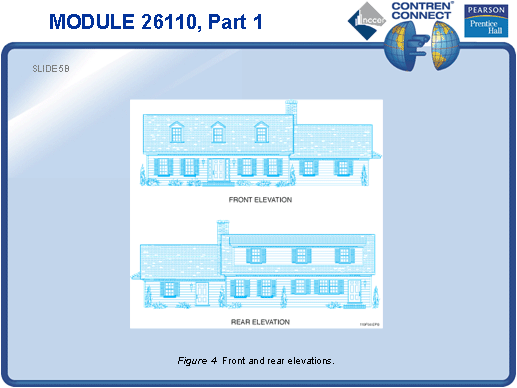 MODULE 26110, Part 1
nccer
CONTREN®
CONNECT
PEARSON
Prentice
Hall
SLIDE 5B
FRONT ELEVATION
REAR ELEVATION
Figure 4 Front and rear elevations.